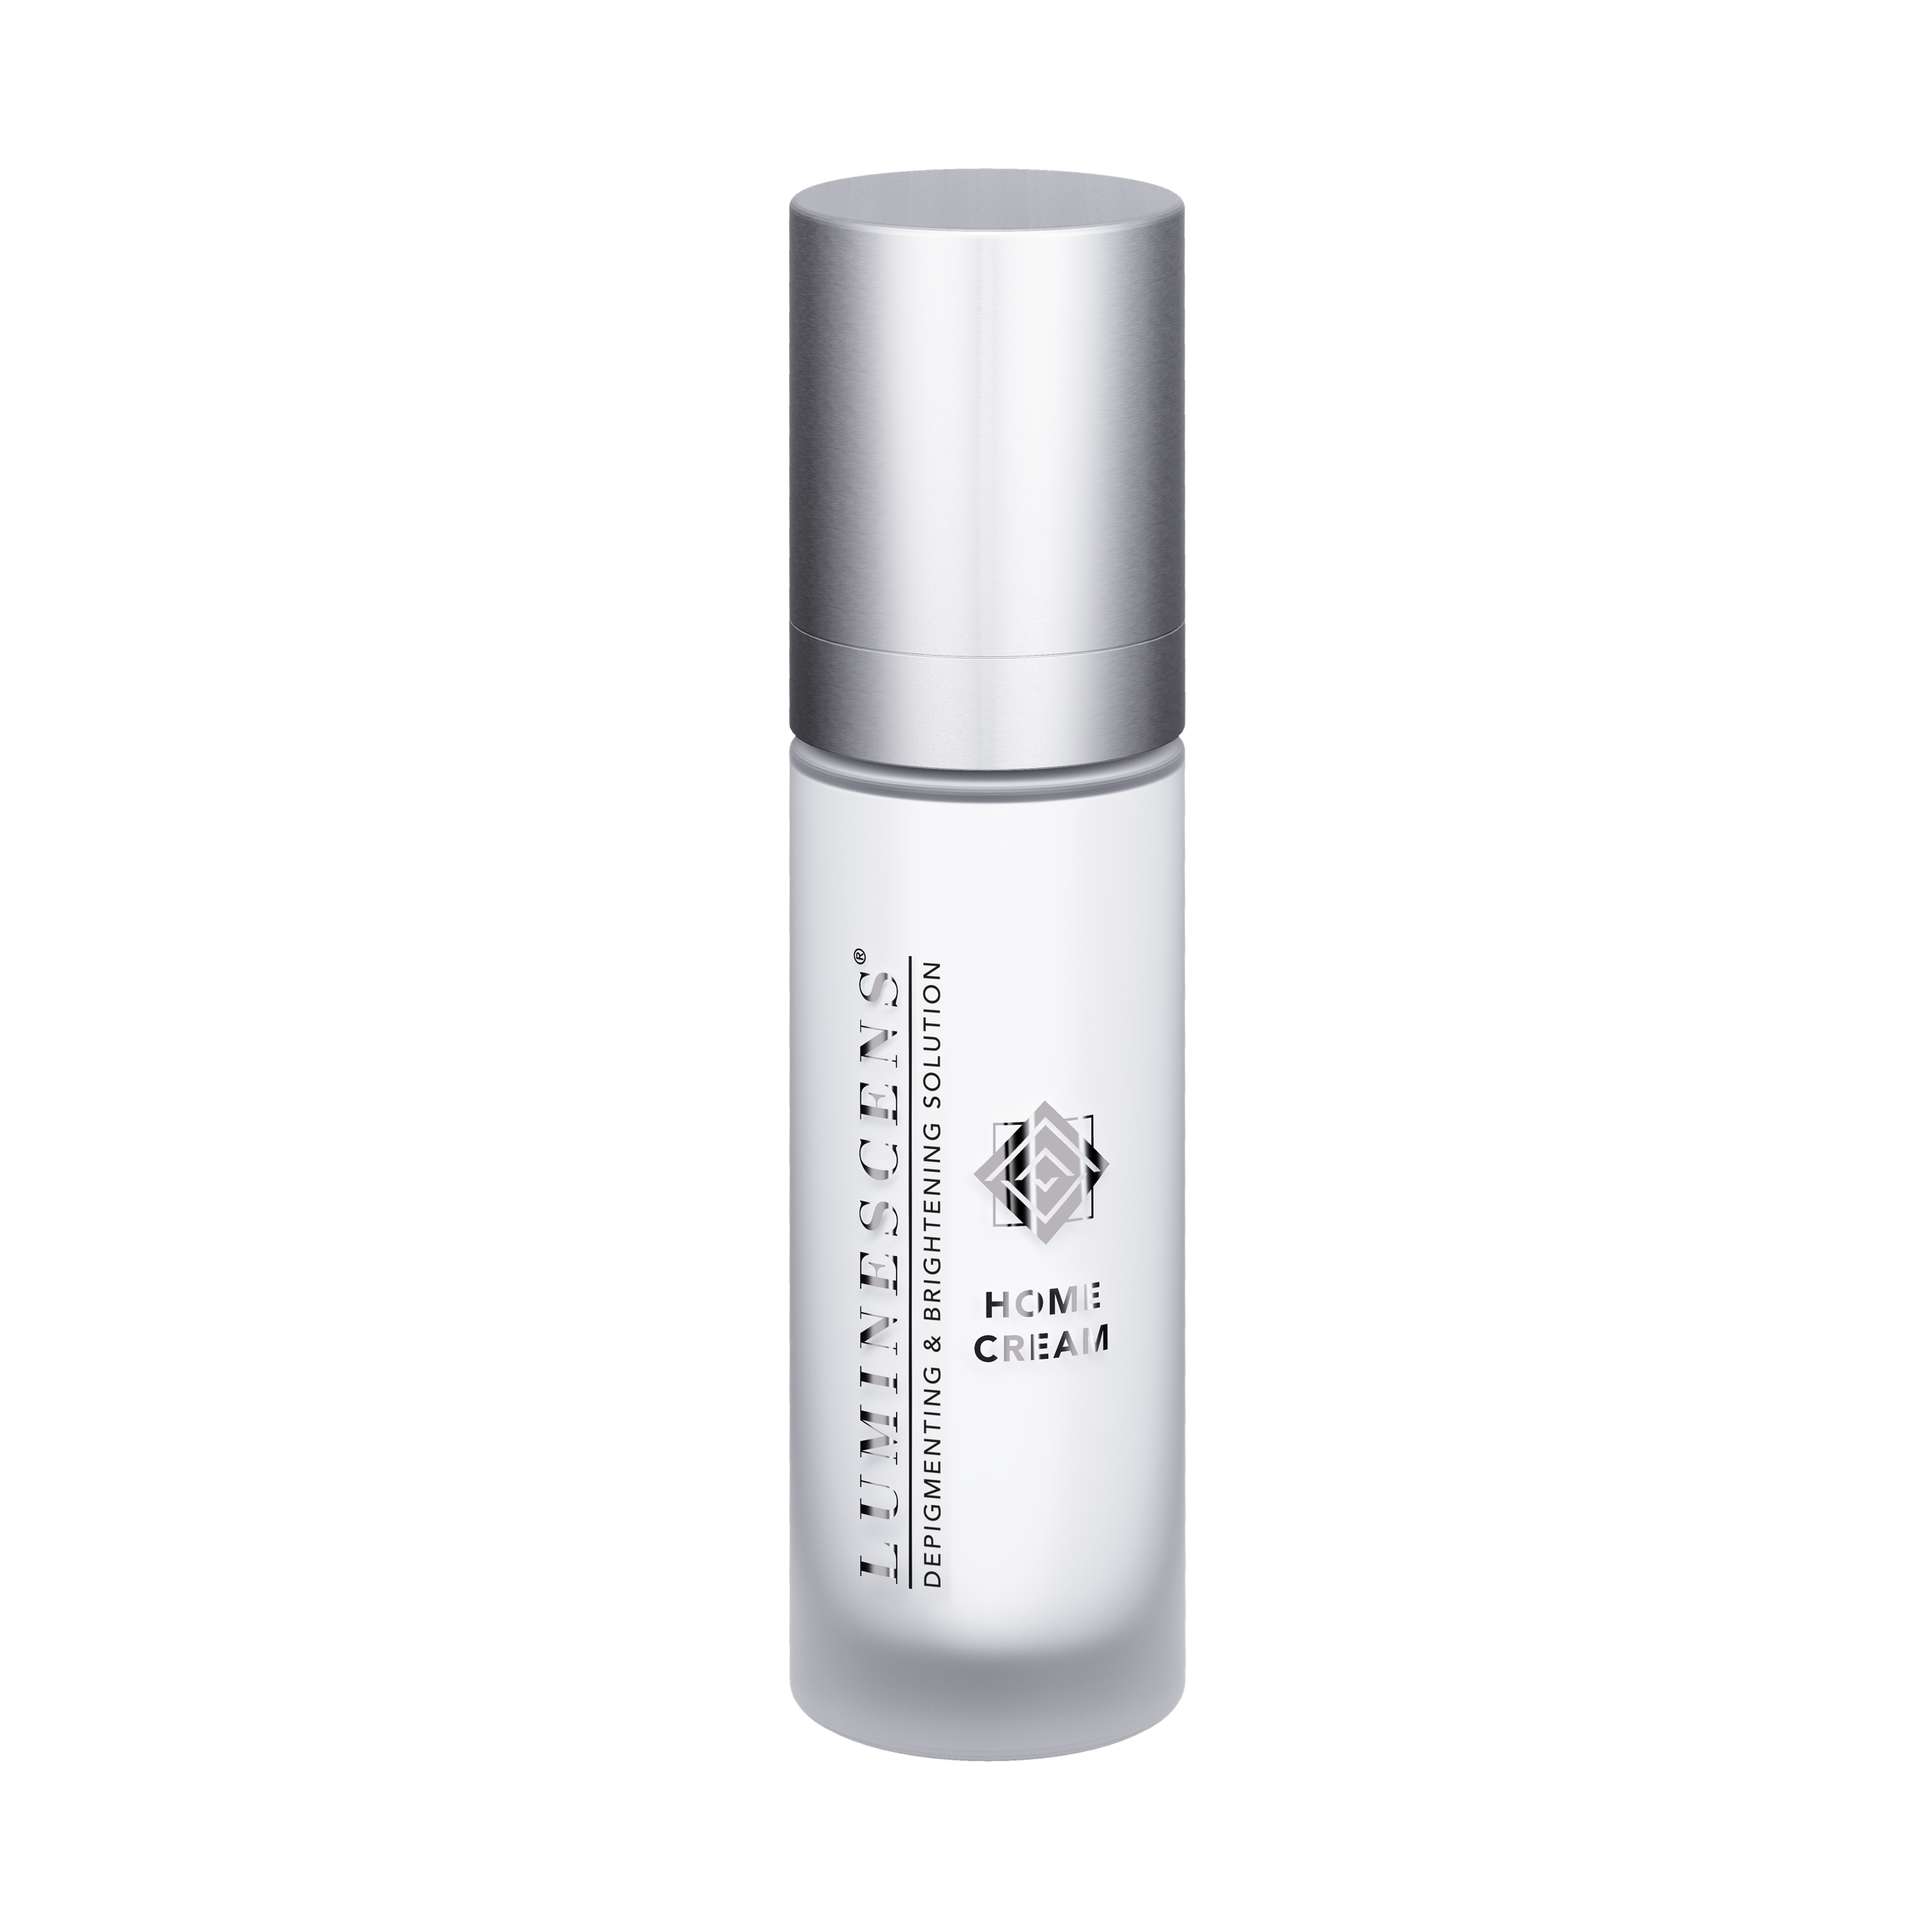 LUMINESCENS®
DEPIGMENTING & BRIGHTENING SOLUTION
HOME
CREAM